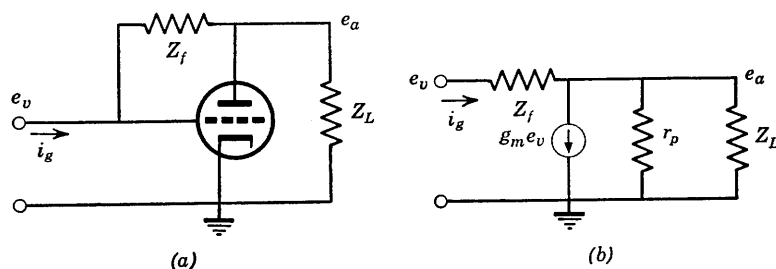 e_a
Z_f
e_v
Z_L
i_g
(a)
e_v
e_a
Z_f
i_g
g_m e_v
r_p
Z_L
(b)